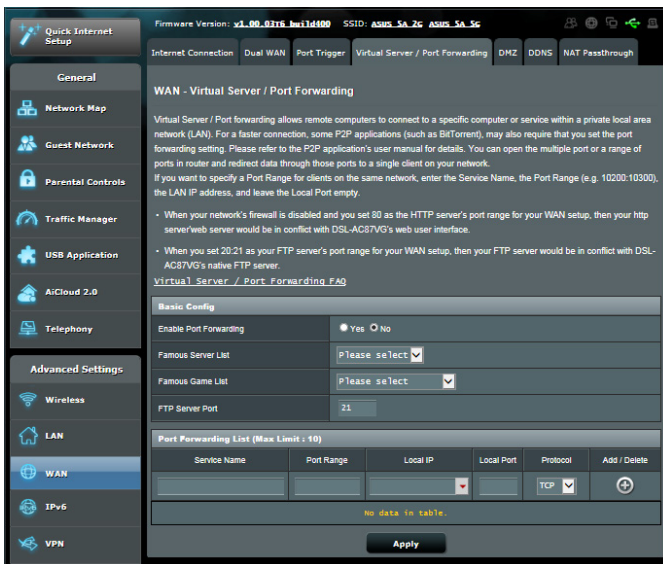 Quick Internet
Setup
General
Network Map
Guest Network
Parental Controls
Traffic Manager
USB Application
AiCloud 2.0
Telephony
Advanced Settings
Wireless
LAN
WAN
IPv6
VPN
Firmware Version: v1.00.03T6_build400 SSID: ASUS_5A_2G ASUS_5A_5G
Internet Connection Dual WAN Port Trigger Virtual Server / Port Forwarding DMZ DDNS NAT Passthrough
WAN - Virtual Server / Port Forwarding
Virtual Server / Port forwarding allows remote computers to connect to a specific computer or service within a private local area
network (LAN). For a faster connection, some P2P applications (such as BitTorrent), may also require that you set the port
forwarding setting. Please refer to the P2P application's user manual for details. You can open the multiple port or a range of
ports in router and redirect data through those ports to a single client on your network.
If you want to specify a Port Range for clients on the same network, enter the Service Name, the Port Range (e.g. 10200:10300),
the LAN IP address, and leave the Local Port empty.
• When your network's firewall is disabled and you set 80 as the HTTP server's port range for your WAN setup, then your http
server/web server would be in conflict with DSL-AC87VG's web user interface.
• When you set 20:21 as your FTP server's port range for your WAN setup, then your FTP server would be in conflict with DSL-
AC87VG's native FTP server.
Virtual Server / Port Forwarding FAQ
Basic Config
Enable Port Forwarding Yes No
Famous Server List Please select
Famous Game List Please select
FTP Server Port 21
Port Forwarding List (Max Limit : 10)
Service Name Port Range Local IP Local Port Protocol Add / Delete
TCP
No data in table.
Apply